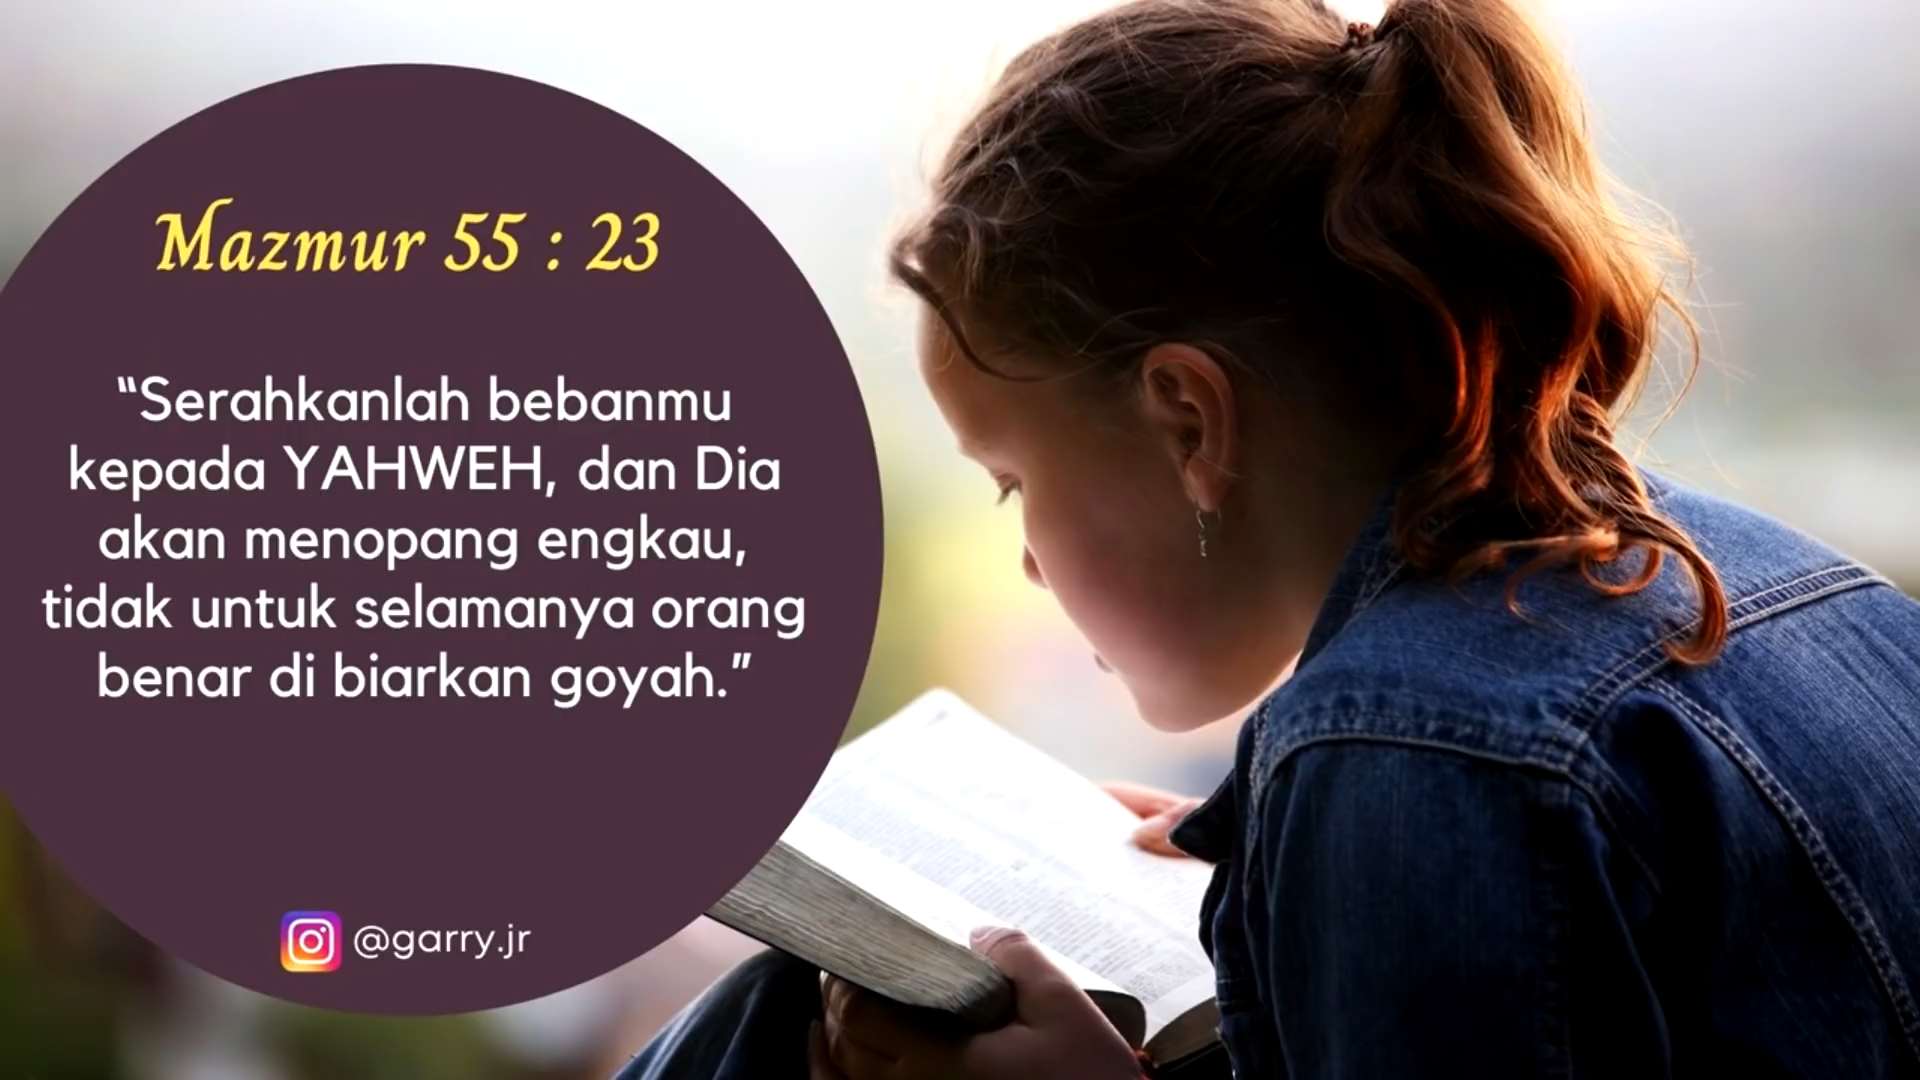 Mazmur 55 : 23
“Serahkanlah bebanmu
kepada YAHWEH, dan Dia
akan menopang engkau,
tidak untuk selamanya orang
benar di biarkan goyah.”
@garry.jr